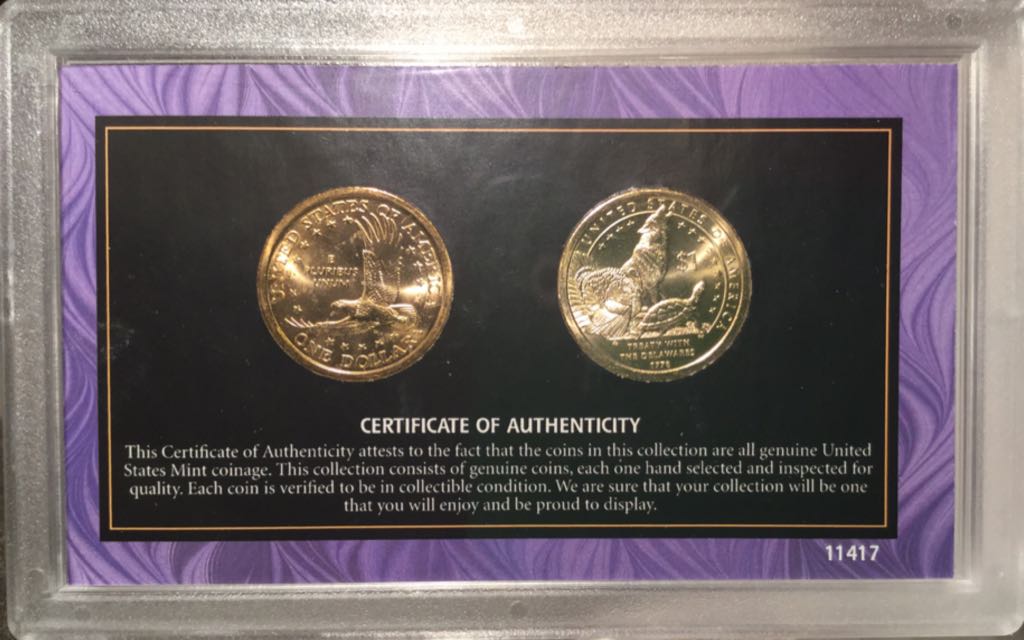 UNITED STATES OF AMERICA
E
PLURIBUS
UNUM
ONE DOLLAR
UNITED STATES OF AMERICA
$1
TREATY WITH
THE DELAWARES
1778
CERTIFICATE OF AUTHENTICITY
This Certificate of Authenticity attests to the fact that the coins in this collection are all genuine United
States Mint coinage. This collection consists of genuine coins, each one hand selected and inspected for
quality. Each coin is verified to be in collectible condition. We are sure that your collection will be one
that you will enjoy and be proud to display.
11417